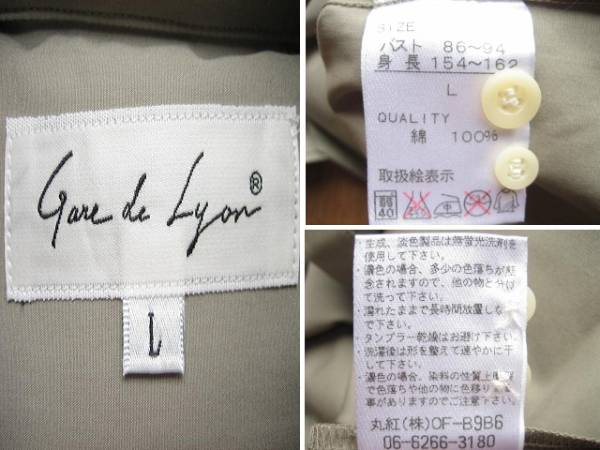 Gare de Lyon®
L
SIZE
バスト 86~94
身長 154~162
L
QUALITY
綿 100%
取扱絵表示
40
中
・生成、淡色製品は無蛍光洗剤を
使用して下さい。
・濃色の場合、多少の色落ちが懸
念されますので、他の物と分け
て洗って下さい。
・濡れたままで長時間放置しな
で下さい。
・タンブラー乾燥はお避け下さい。
・洗濯後は形を整えて速やかに干
して下さい。
・濃色の場合、染料の性質上
で色落ちや他の物に色移り
事がありますのでご注意下さい。
丸紅(株)OF-B9B6
06-6266-3180